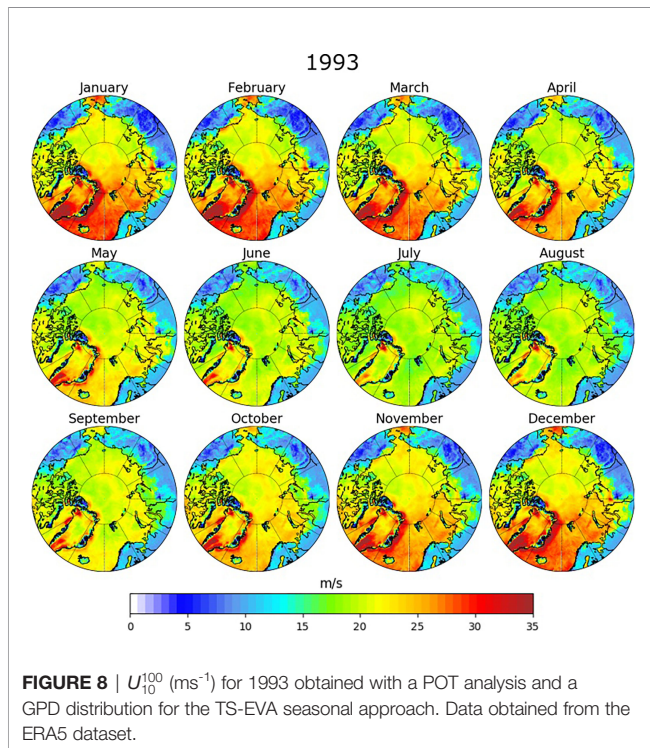 1993
January February March April
May June July August
September October November December
m/s
0 5 10 15 20 25 30 35
FIGURE 8 | U₁₀¹⁰⁰ (ms⁻¹) for 1993 obtained with a POT analysis and a
GPD distribution for the TS-EVA seasonal approach. Data obtained from the
ERA5 dataset.